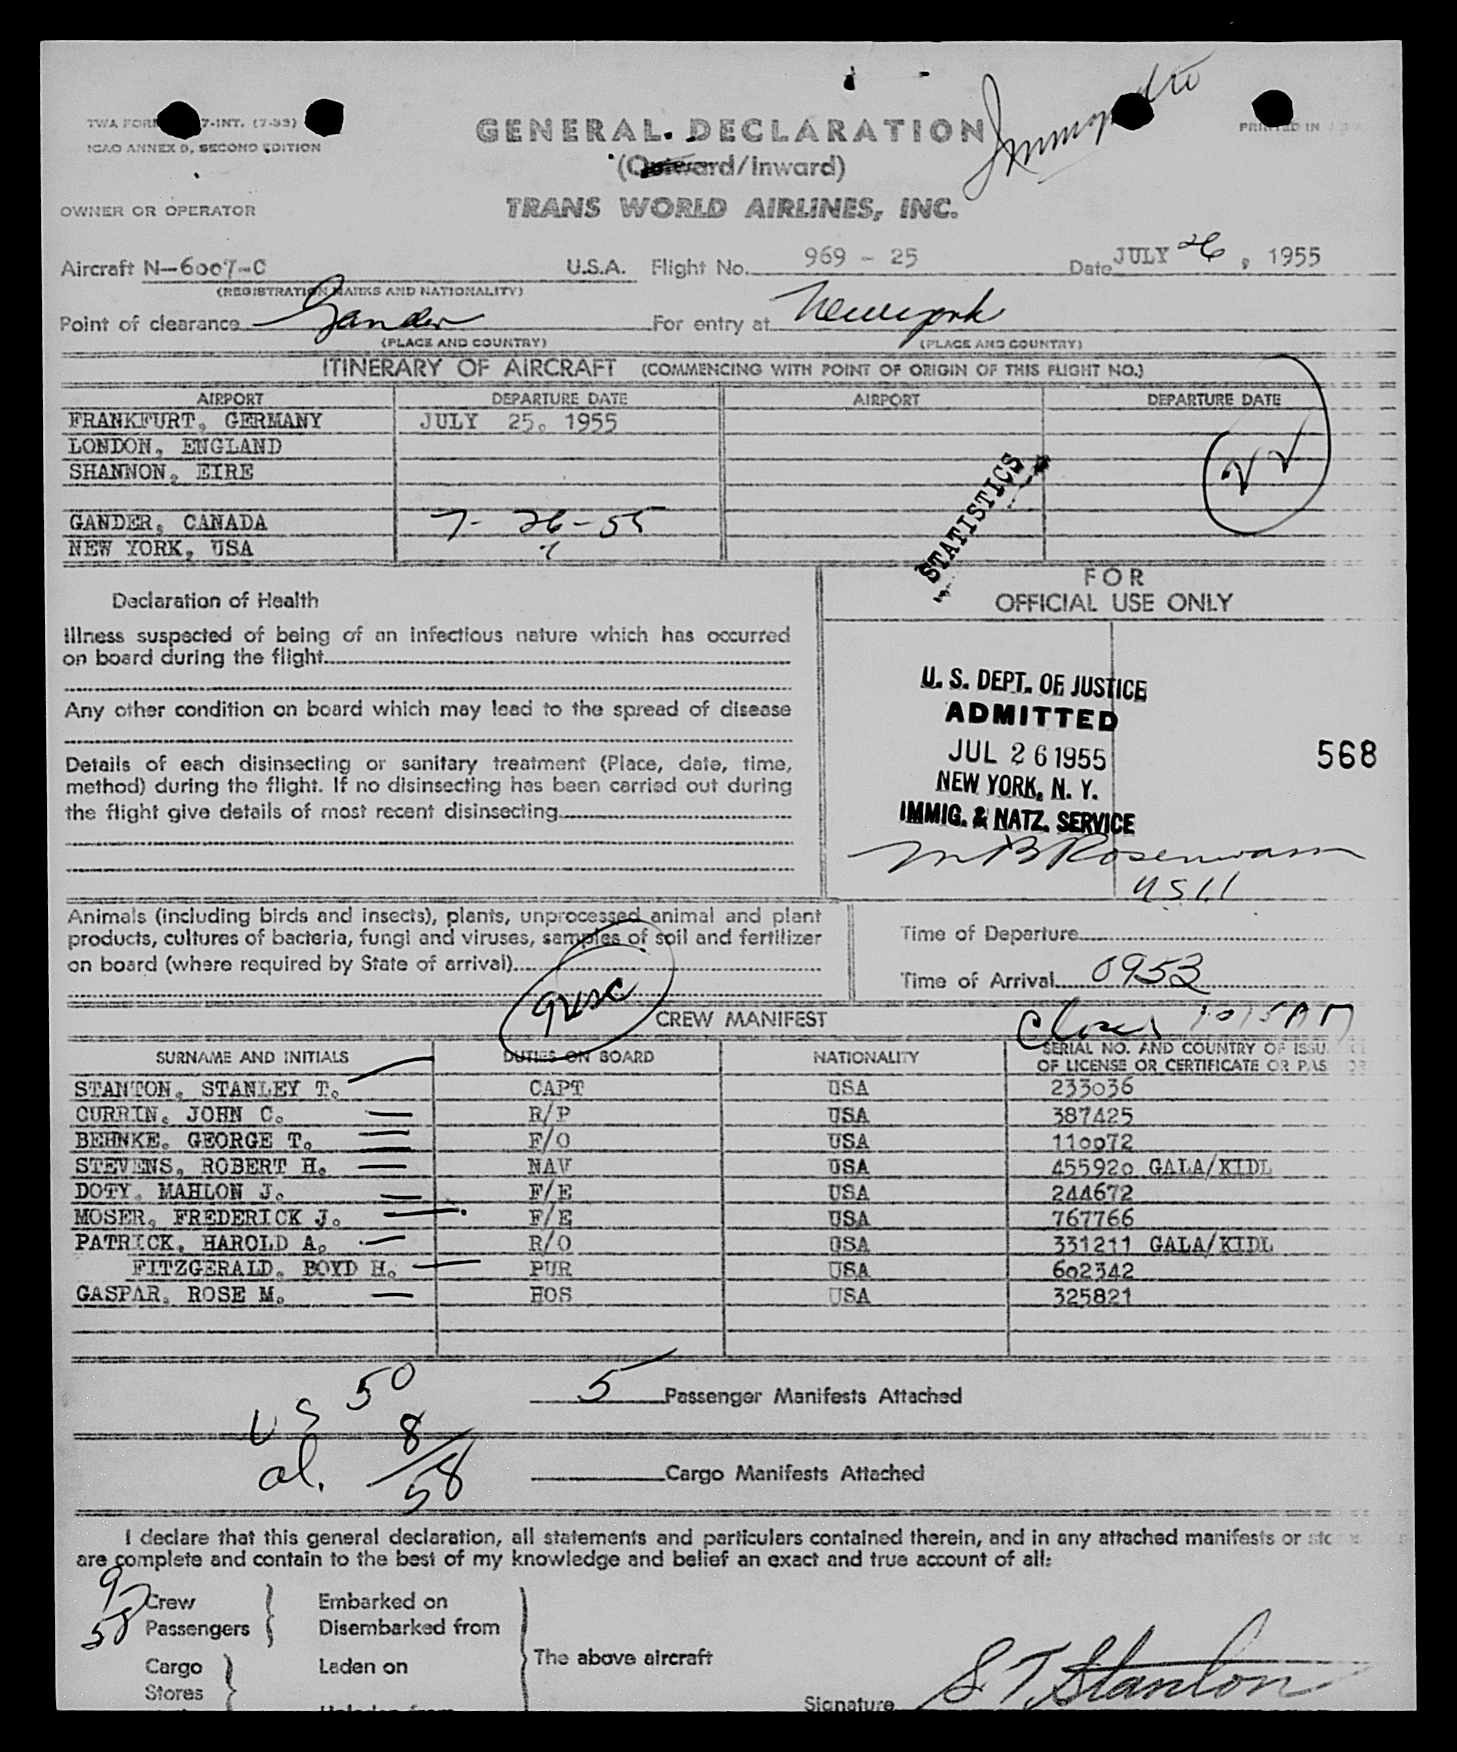 TWA FORM 7-INT. (7-53)
ICAO ANNEX 9, SECOND EDITION
GENERAL DECLARATION
PRINTED IN
(Outward/Inward)
OWNER OR OPERATOR
TRANS WORLD AIRLINES, INC.
Aircraft N-6007-C U.S.A. Flight No. 969 - 25 Date JULY 26, 1955
(REGISTRATION MARKS AND NATIONALITY)
Point of clearance Gander For entry at Newyork
(PLACE AND COUNTRY) (PLACE AND COUNTRY)
ITINERARY OF AIRCRAFT (COMMENCING WITH POINT OF ORIGIN OF THIS FLIGHT NO.)
AIRPORT DEPARTURE DATE AIRPORT DEPARTURE DATE
FRANKFURT, GERMANY JULY 25. 1955
LONDON, ENGLAND
SHANNON, EIRE
GANDER, CANADA 7-26-55
NEW YORK, USA
STATISTICS
FOR
OFFICIAL USE ONLY
Declaration of Health
Illness suspected of being of an infectious nature which has occurred
on board during the flight
Any other condition on board which may lead to the spread of disease
Details of each disinsecting or sanitary treatment (Place, date, time,
method) during the flight. If no disinsecting has been carried out during
the flight give details of most recent disinsecting
U. S. DEPT. OF JUSTICE
ADMITTED
JUL 26 1955
NEW YORK, N. Y.
IMMIG. & NATZ. SERVICE
568
Animals (including birds and insects), plants, unprocessed animal and plant
products, cultures of bacteria, fungi and viruses, samples of soil and fertilizer
on board (where required by State of arrival)
Time of Departure
Time of Arrival 0953
CREW MANIFEST
SURNAME AND INITIALS DUTIES ON BOARD NATIONALITY SERIAL NO. AND COUNTRY OF ISSU
OF LICENSE OR CERTIFICATE OR PAS
STANTON, STANLEY T. CAPT USA 233036
CURRIN, JOHN C. R/P USA 387425
BEHNKE, GEORGE T. F/O USA 110072
STEVENS, ROBERT H. NAV USA 455920 GALA/KIDL
DOTY, MAHLON J. F/E USA 244672
MOSER, FREDERICK J. F/E USA 767766
PATRICK, HAROLD A. R/O USA 331211 GALA/KIDL
FITZGERALD, BOYD H. PUR USA 602342
GASPAR, ROSE M. HOS USA 325821
US 50
al. 8
58
5 Passenger Manifests Attached
Cargo Manifests Attached
I declare that this general declaration, all statements and particulars contained therein, and in any attached manifests or
are complete and contain to the best of my knowledge and belief an exact and true account of all:
9 Crew Embarked on
58 Passengers Disembarked from
The above aircraft
Cargo Laden on
Stores
Signature S T Stanton